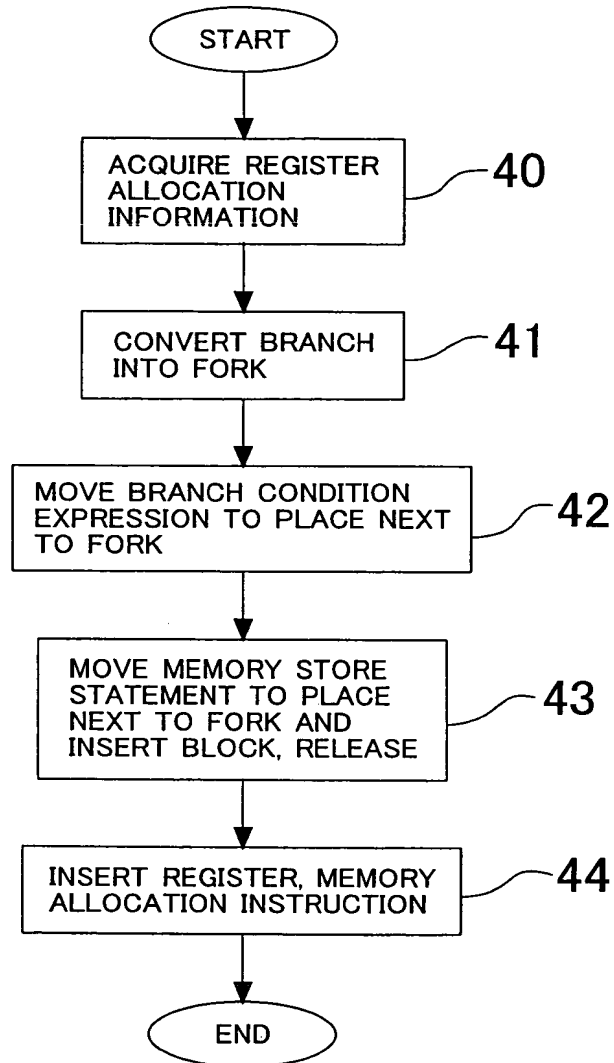 START
ACQUIRE REGISTER
ALLOCATION
INFORMATION
40
CONVERT BRANCH
INTO FORK
41
MOVE BRANCH CONDITION
EXPRESSION TO PLACE NEXT
TO FORK
42
MOVE MEMORY STORE
STATEMENT TO PLACE
NEXT TO FORK AND
INSERT BLOCK, RELEASE
43
INSERT REGISTER, MEMORY
ALLOCATION INSTRUCTION
44
END